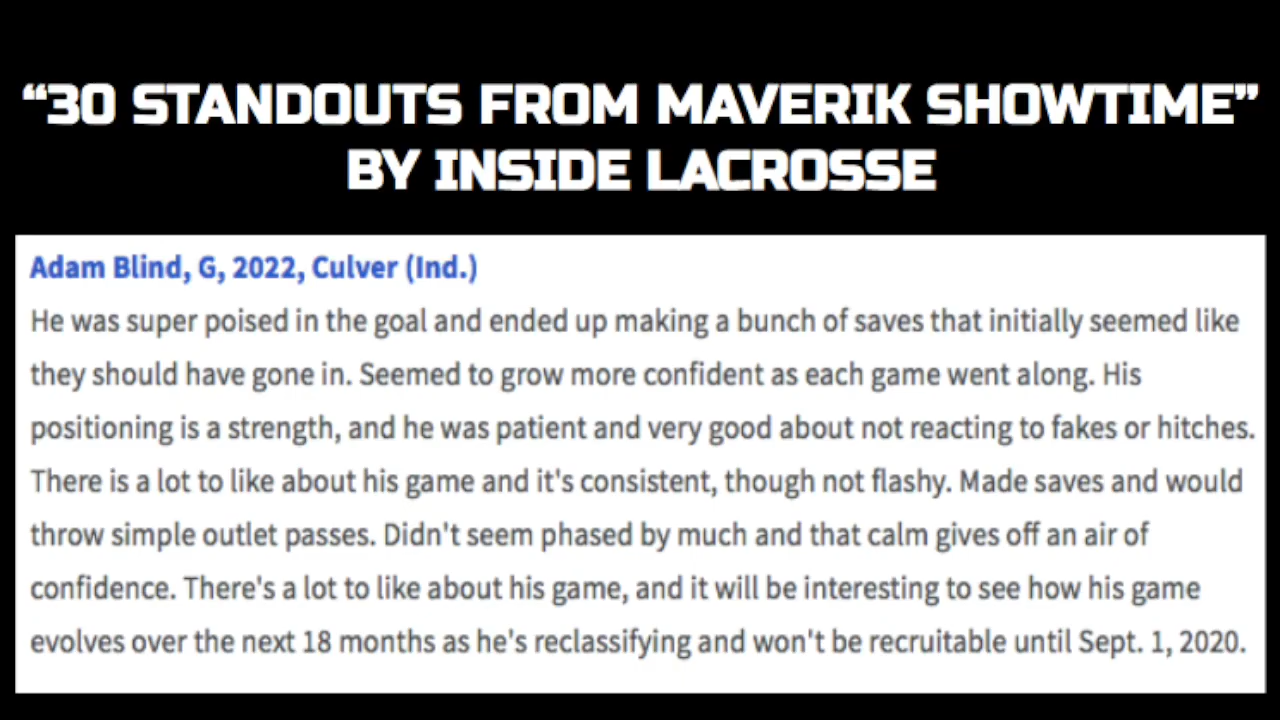 “30 STANDOUTS FROM MAVERIK SHOWTIME”
BY INSIDE LACROSSE
Adam Blind, G, 2022, Culver (Ind.)
He was super poised in the goal and ended up making a bunch of saves that initially seemed like
they should have gone in. Seemed to grow more confident as each game went along. His
positioning is a strength, and he was patient and very good about not reacting to fakes or hitches.
There is a lot to like about his game and it's consistent, though not flashy. Made saves and would
throw simple outlet passes. Didn't seem phased by much and that calm gives off an air of
confidence. There's a lot to like about his game, and it will be interesting to see how his game
evolves over the next 18 months as he's reclassifying and won't be recruitable until Sept. 1, 2020.